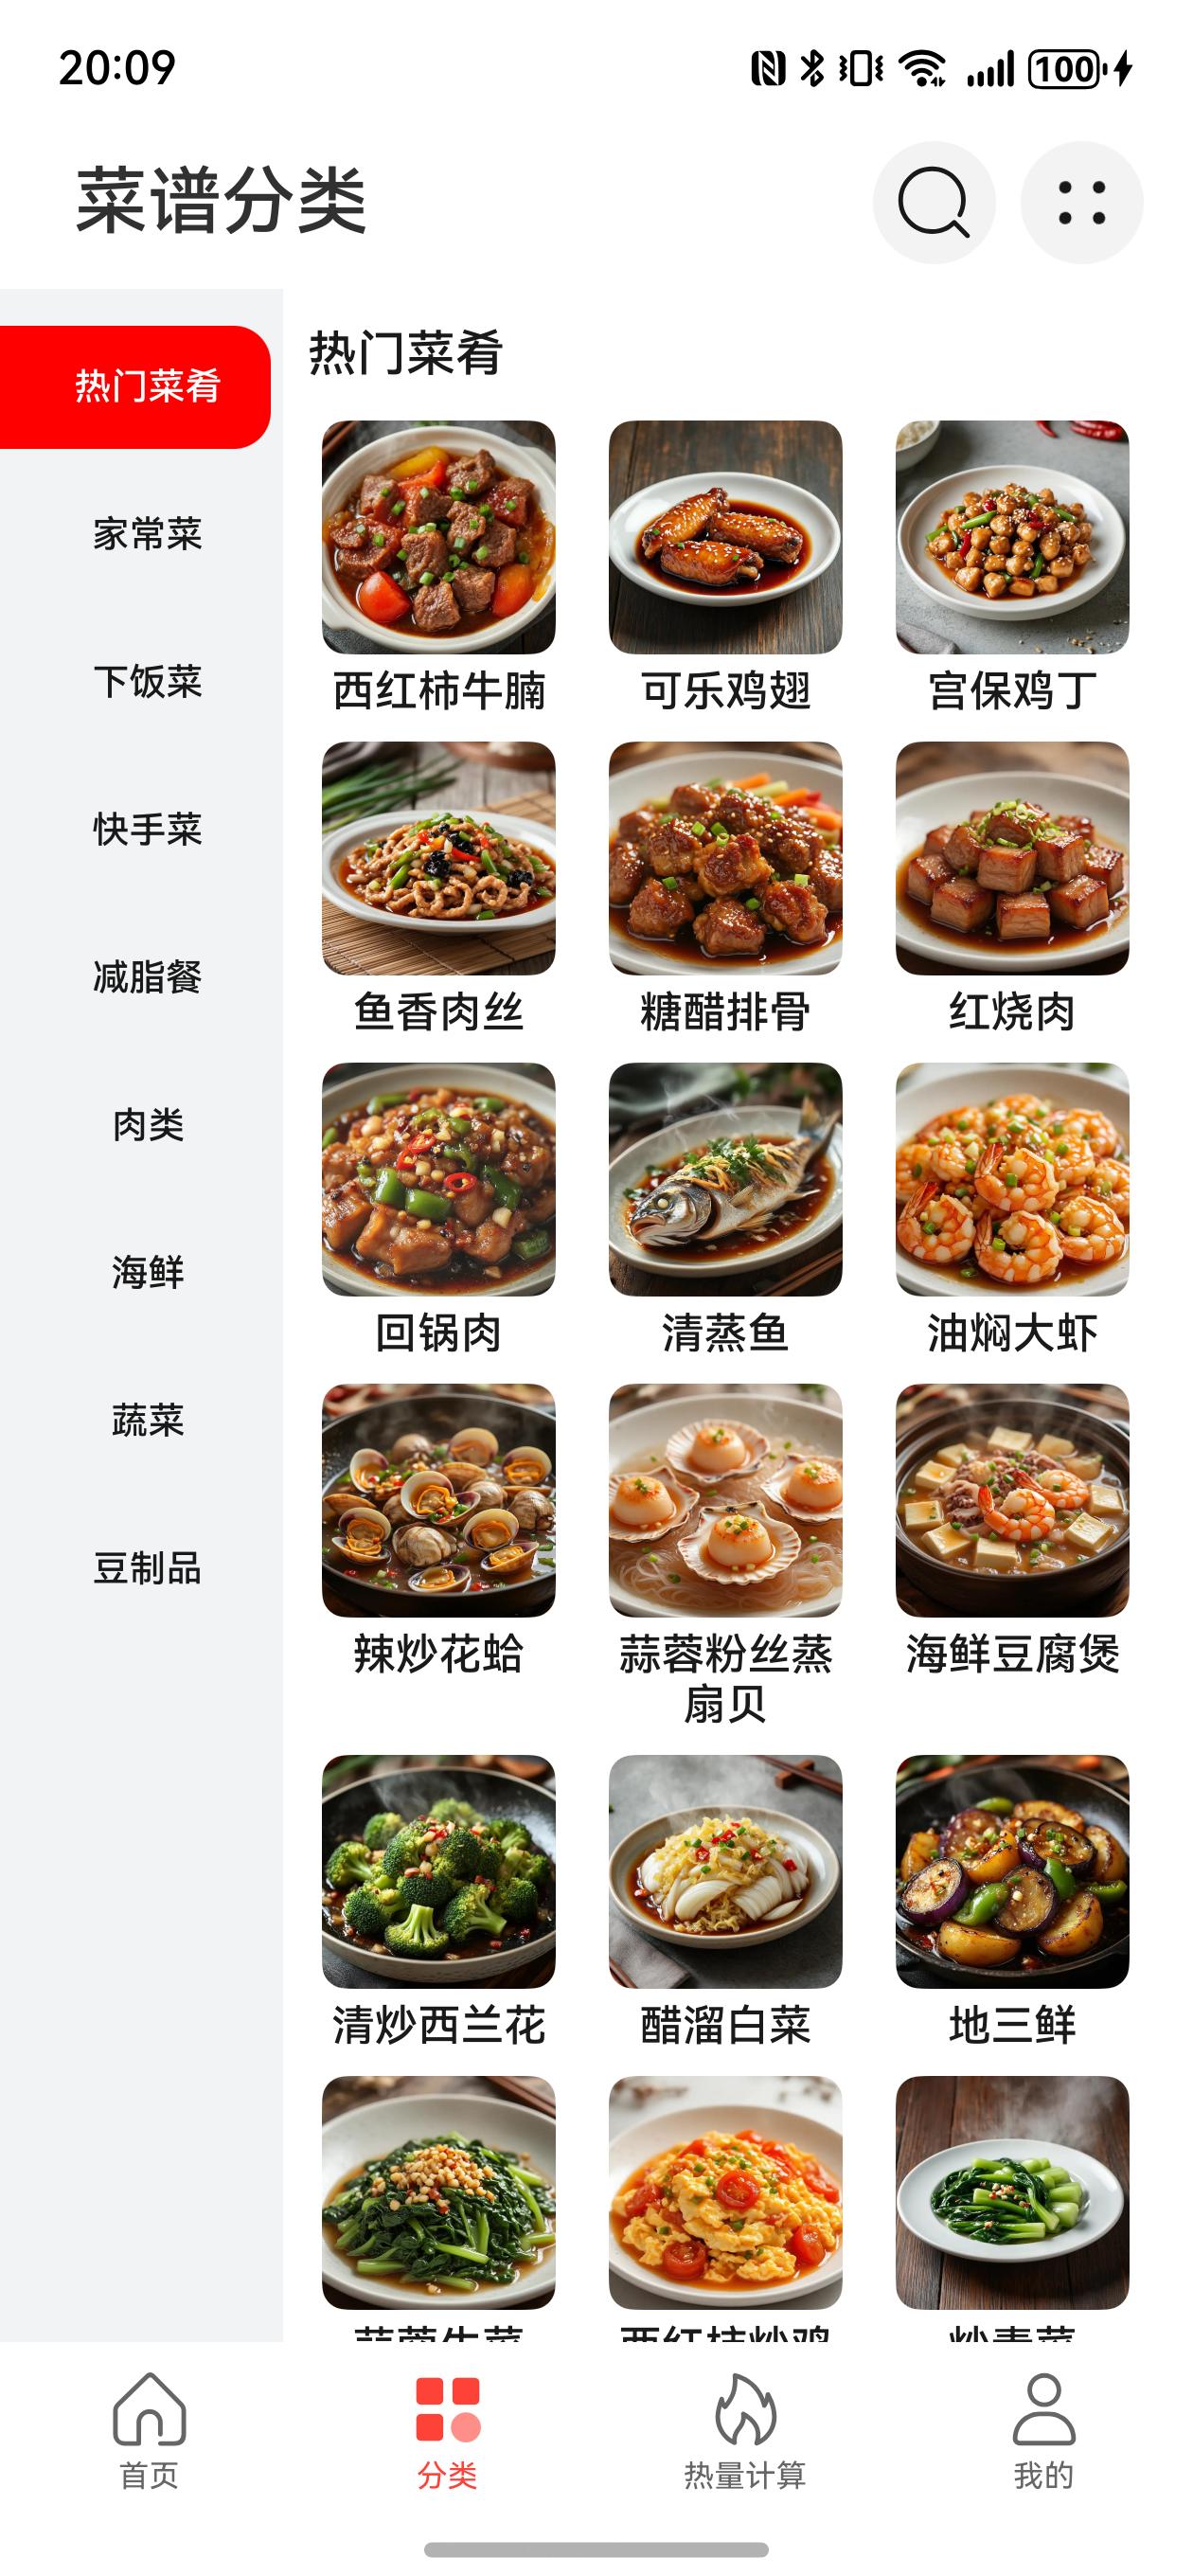 20:09
100
菜谱分类
热门菜肴
家常菜
下饭菜
快手菜
减脂餐
肉类
海鲜
蔬菜
豆制品
热门菜肴
西红柿牛腩
可乐鸡翅
宫保鸡丁
鱼香肉丝
糖醋排骨
红烧肉
回锅肉
清蒸鱼
油焖大虾
辣炒花蛤
蒜蓉粉丝蒸
扇贝
海鲜豆腐煲
清炒西兰花
醋溜白菜
地三鲜
首页
分类
热量计算
我的